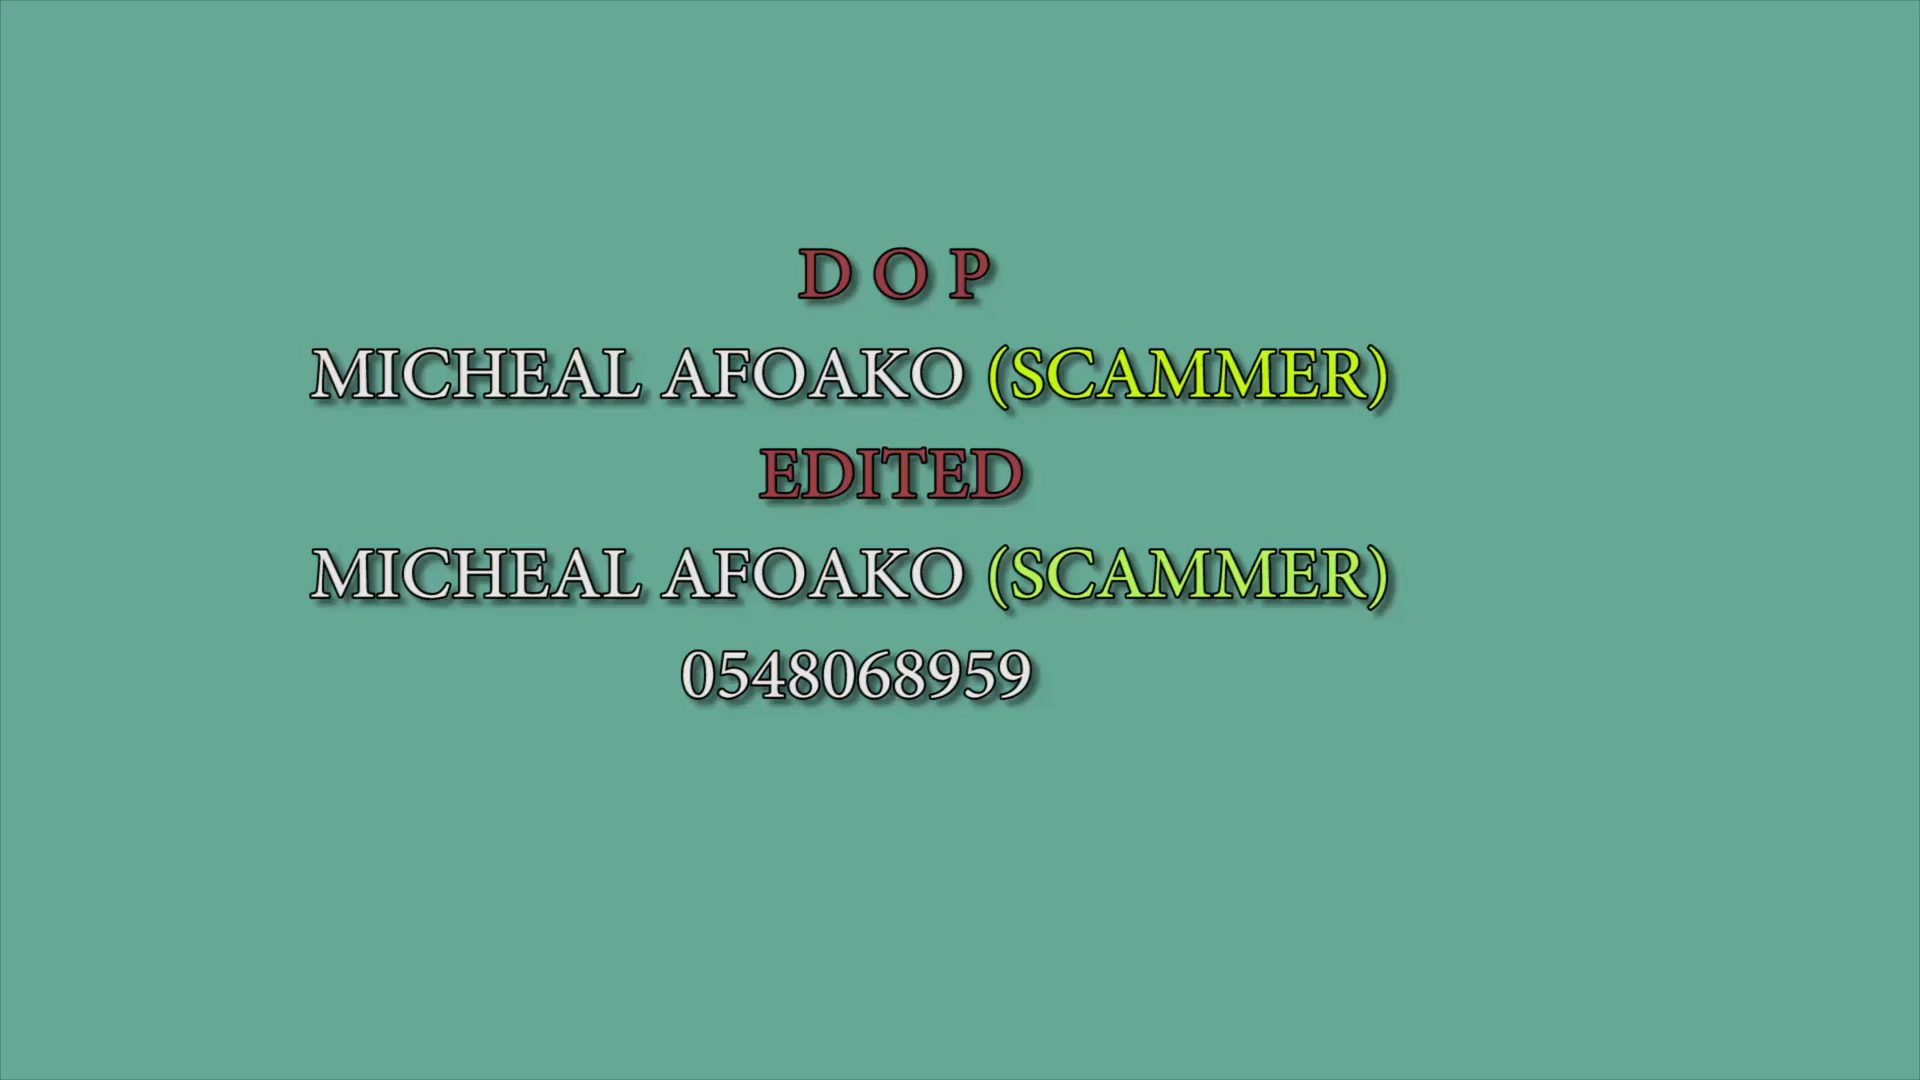 D O P
MICHEAL AFOAKO (SCAMMER)
EDITED
MICHEAL AFOAKO (SCAMMER)
0548068959